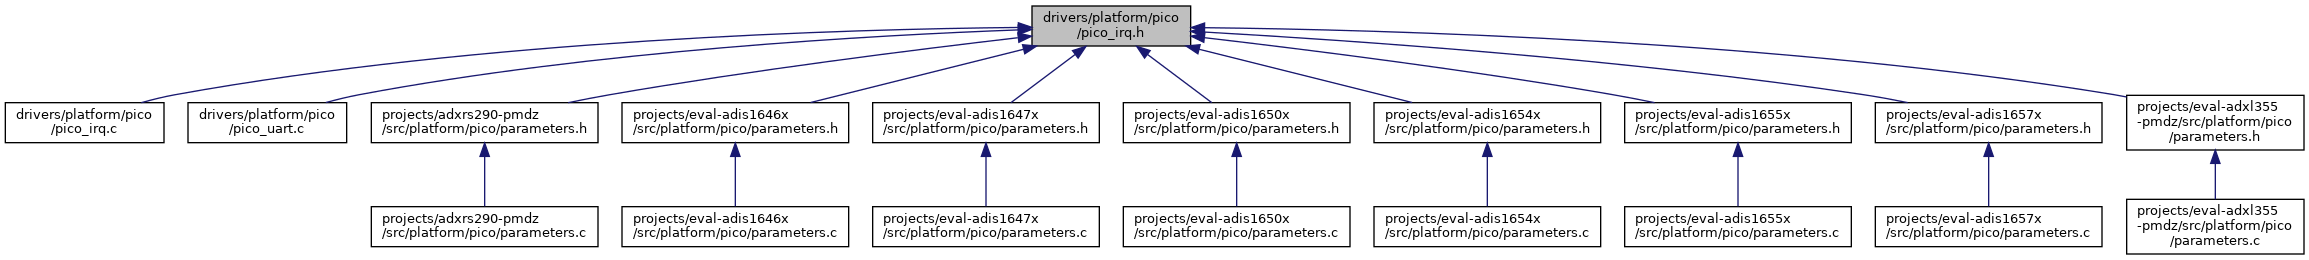 drivers/platform/pico
/pico_irq.h
drivers/platform/pico
/pico_irq.c
drivers/platform/pico
/pico_uart.c
projects/adxrs290-pmdz
/src/platform/pico/parameters.h
projects/eval-adis1646x
/src/platform/pico/parameters.h
projects/eval-adis1647x
/src/platform/pico/parameters.h
projects/eval-adis1650x
/src/platform/pico/parameters.h
projects/eval-adis1654x
/src/platform/pico/parameters.h
projects/eval-adis1655x
/src/platform/pico/parameters.h
projects/eval-adis1657x
/src/platform/pico/parameters.h
projects/eval-adxl355
-pmdz/src/platform/pico
/parameters.h
projects/adxrs290-pmdz
/src/platform/pico/parameters.c
projects/eval-adis1646x
/src/platform/pico/parameters.c
projects/eval-adis1647x
/src/platform/pico/parameters.c
projects/eval-adis1650x
/src/platform/pico/parameters.c
projects/eval-adis1654x
/src/platform/pico/parameters.c
projects/eval-adis1655x
/src/platform/pico/parameters.c
projects/eval-adis1657x
/src/platform/pico/parameters.c
projects/eval-adxl355
-pmdz/src/platform/pico
/parameters.c